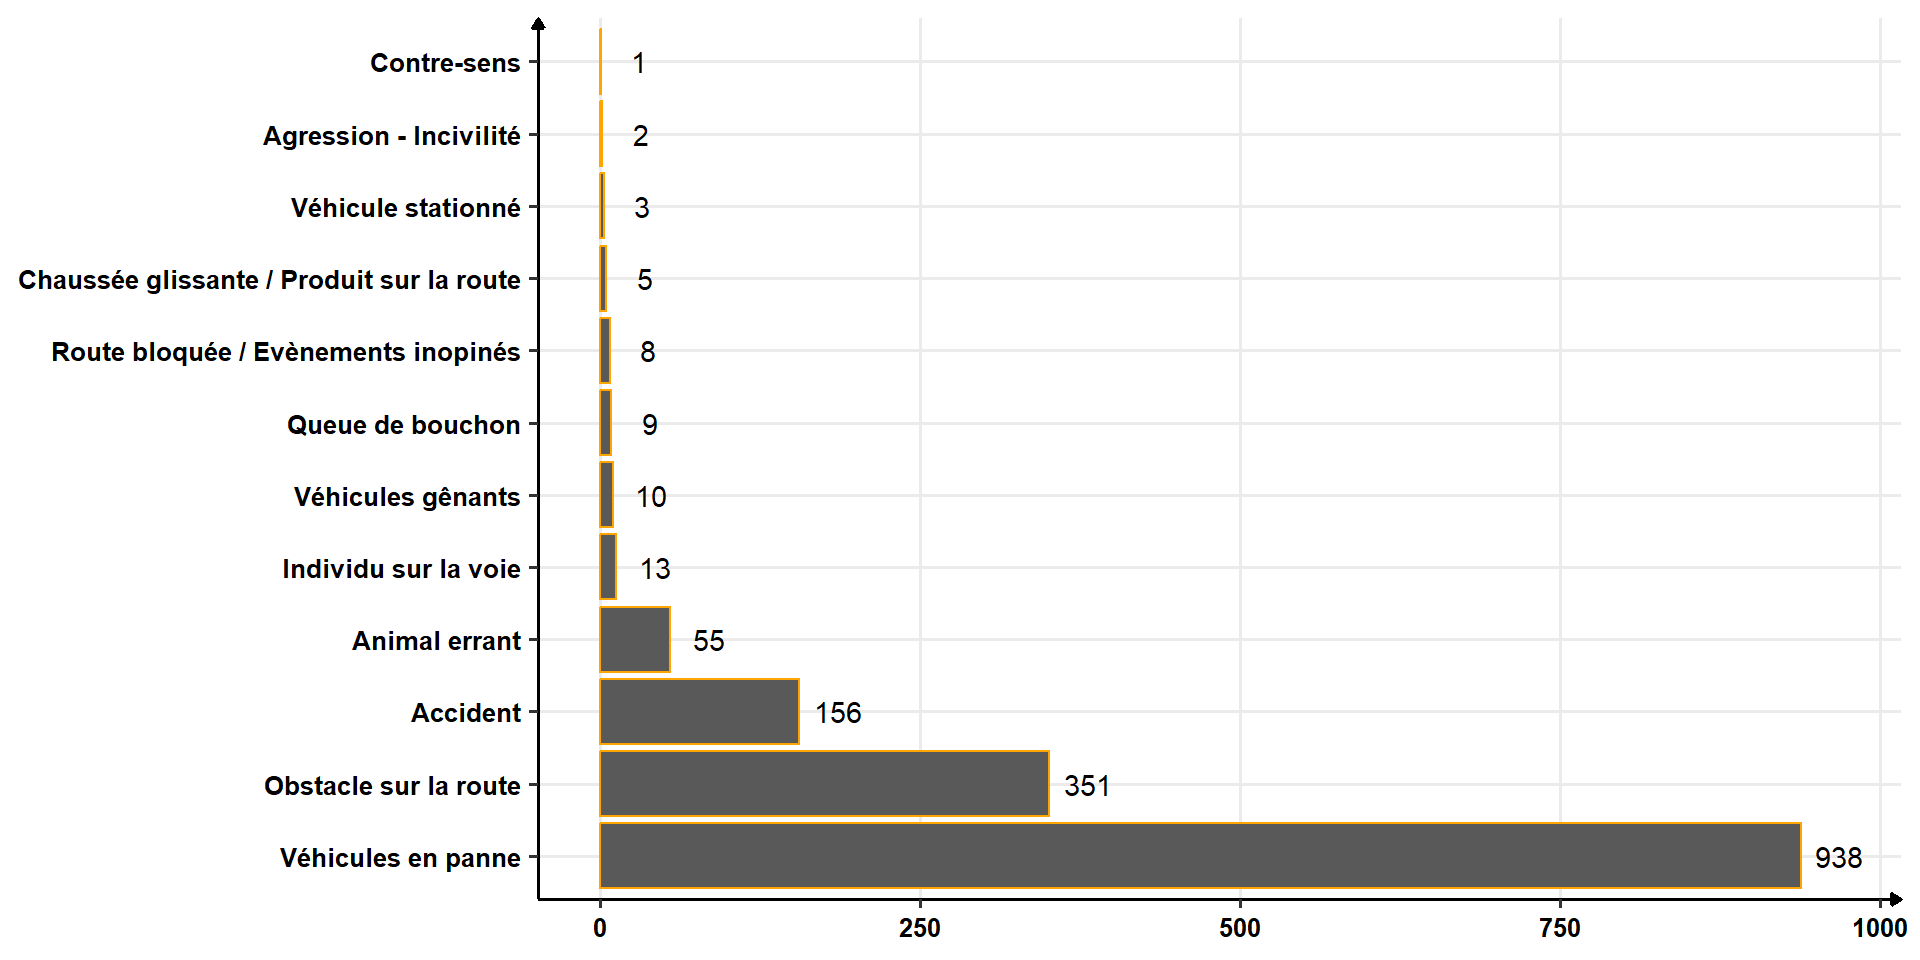 Contre-sens 1
Agression - Incivilité 2
Véhicule stationné 3
Chaussée glissante / Produit sur la route 5
Route bloquée / Evènements inopinés 8
Queue de bouchon 9
Véhicules gênants 10
Individu sur la voie 13
Animal errant 55
Accident 156
Obstacle sur la route 351
Véhicules en panne 938
0 250 500 750 1000